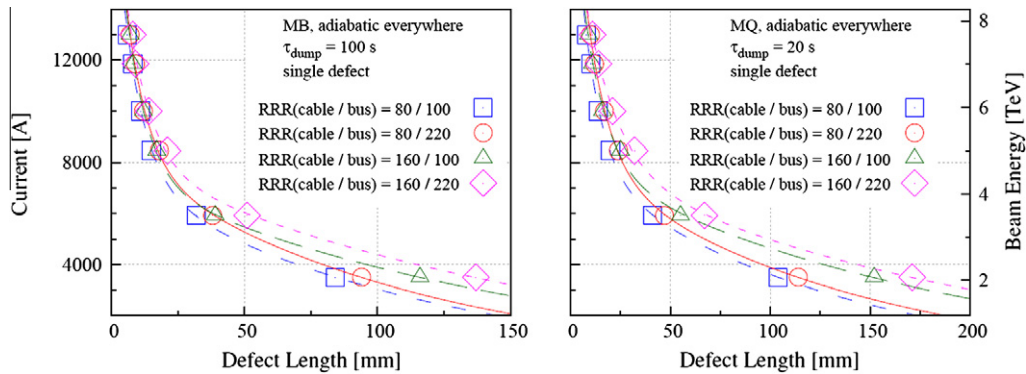 MB, adiabatic everywhere
τdump = 100 s
single defect
RRR(cable / bus) = 80 / 100
RRR(cable / bus) = 80 / 220
RRR(cable / bus) = 160 / 100
RRR(cable / bus) = 160 / 220
12000
8000
4000
Current [A]
0 50 100 150
Defect Length [mm]
MQ, adiabatic everywhere
τdump = 20 s
single defect
RRR(cable / bus) = 80 / 100
RRR(cable / bus) = 80 / 220
RRR(cable / bus) = 160 / 100
RRR(cable / bus) = 160 / 220
8
6
4
2
Beam Energy [TeV]
0 50 100 150 200
Defect Length [mm]